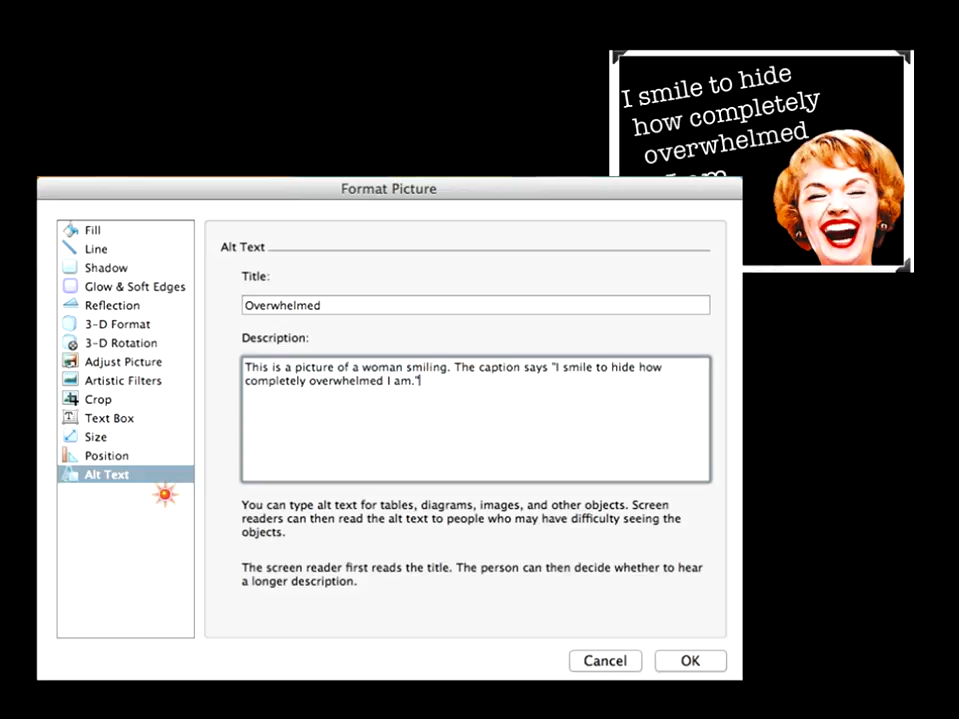 I smile to hide
how completely
overwhelmed
I am
Format Picture
Fill
Line
Shadow
Glow & Soft Edges
Reflection
3-D Format
3-D Rotation
Adjust Picture
Artistic Filters
Crop
Text Box
Size
Position
Alt Text
Alt Text
Title:
Overwhelmed
Description:
This is a picture of a woman smiling. The caption says "I smile to hide how
completely overwhelmed I am."
You can type alt text for tables, diagrams, images, and other objects. Screen
readers can then read the alt text to people who may have difficulty seeing the
objects.
The screen reader first reads the title. The person can then decide whether to hear
a longer description.
Cancel
OK